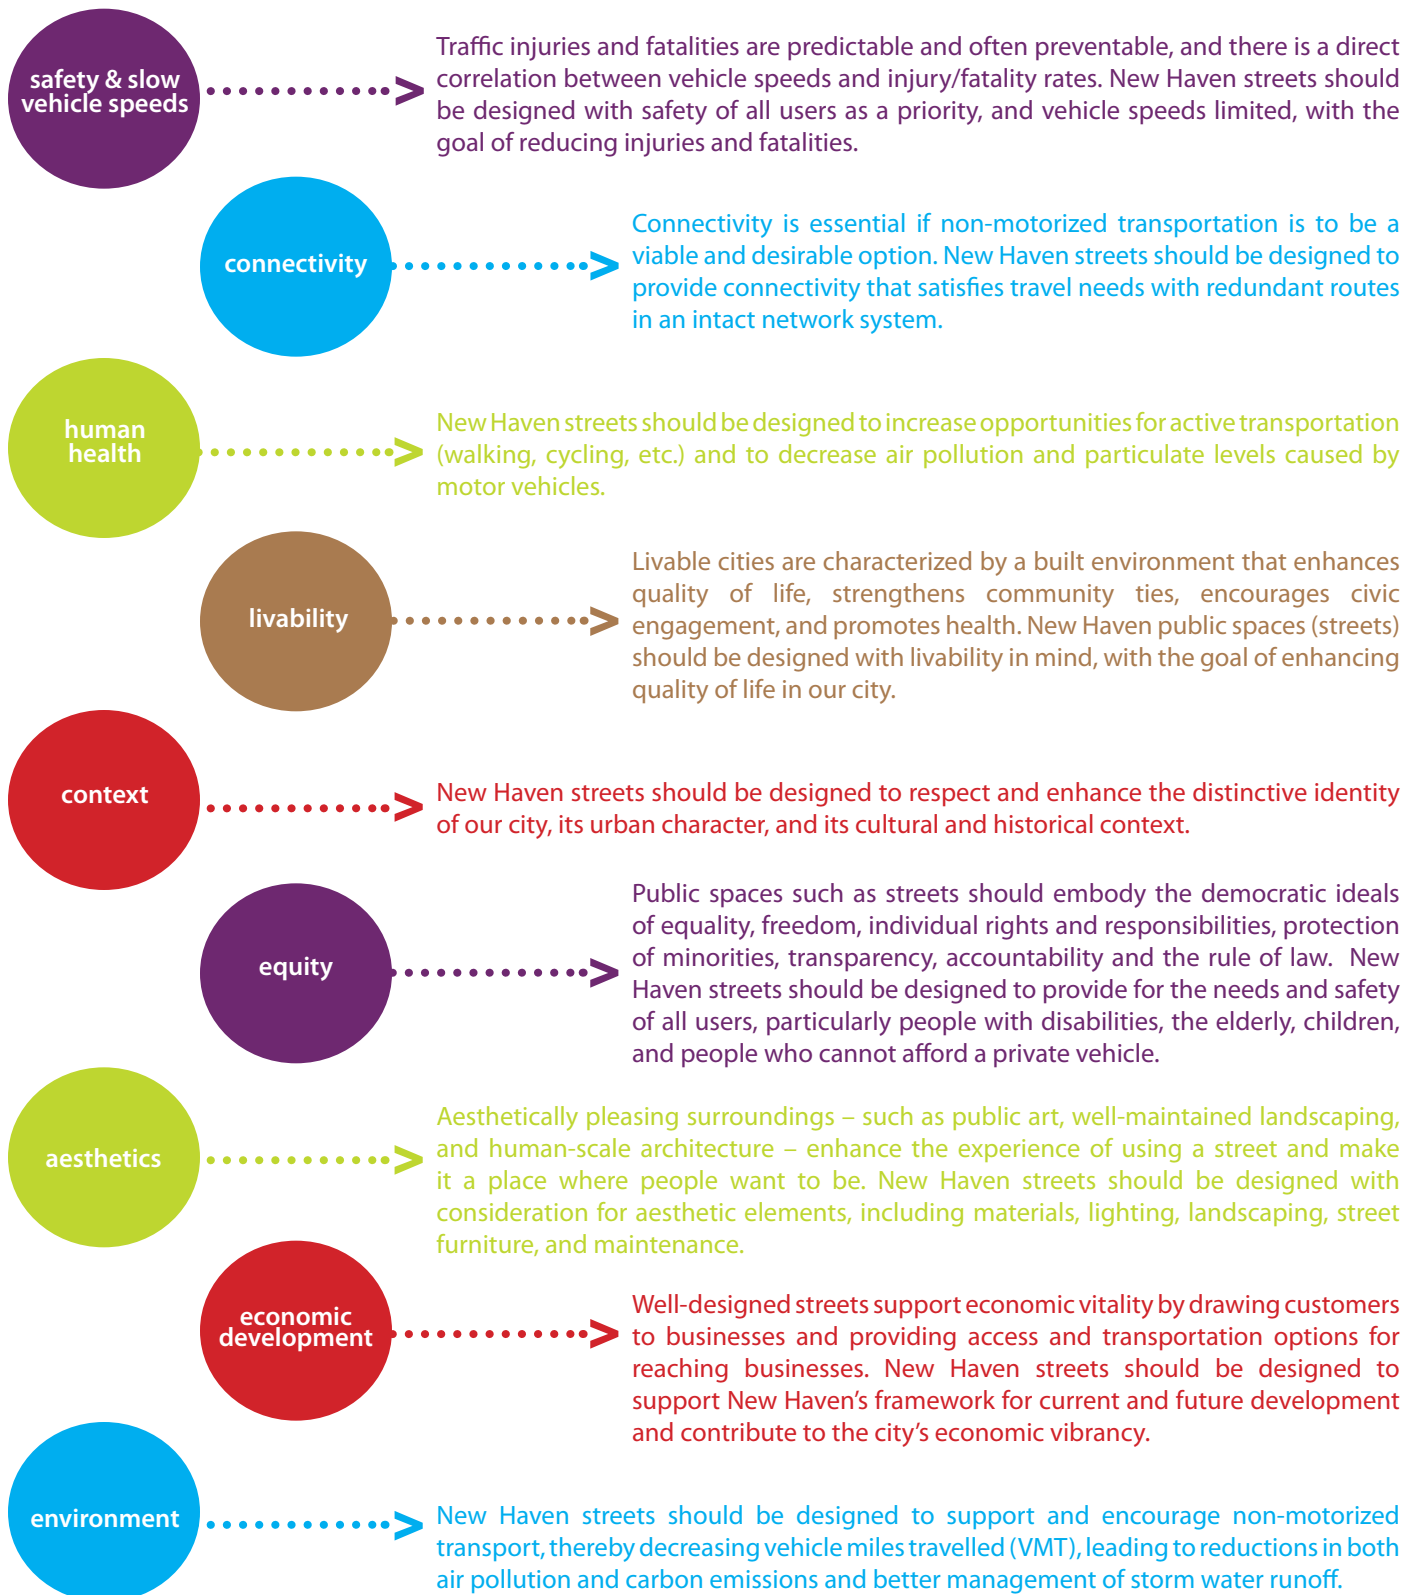 safety & slow
vehicle speeds
Traffic injuries and fatalities are predictable and often preventable, and there is a direct
correlation between vehicle speeds and injury/fatality rates. New Haven streets should
be designed with safety of all users as a priority, and vehicle speeds limited, with the
goal of reducing injuries and fatalities.
connectivity
Connectivity is essential if non-motorized transportation is to be a
viable and desirable option. New Haven streets should be designed to
provide connectivity that satisfies travel needs with redundant routes
in an intact network system.
human
health
New Haven streets should be designed to increase opportunities for active transportation
(walking, cycling, etc.) and to decrease air pollution and particulate levels caused by
motor vehicles.
livability
Livable cities are characterized by a built environment that enhances
quality of life, strengthens community ties, encourages civic
engagement, and promotes health. New Haven public spaces (streets)
should be designed with livability in mind, with the goal of enhancing
quality of life in our city.
context
New Haven streets should be designed to respect and enhance the distinctive identity
of our city, its urban character, and its cultural and historical context.
equity
Public spaces such as streets should embody the democratic ideals
of equality, freedom, individual rights and responsibilities, protection
of minorities, transparency, accountability and the rule of law.  New
Haven streets should be designed to provide for the needs and safety
of all users, particularly people with disabilities, the elderly, children,
and people who cannot afford a private vehicle.
aesthetics
Aesthetically pleasing surroundings – such as public art, well-maintained landscaping,
and human-scale architecture – enhance the experience of using a street and make
it a place where people want to be. New Haven streets should be designed with
consideration for aesthetic elements, including materials, lighting, landscaping, street
furniture, and maintenance.
economic
development
Well-designed streets support economic vitality by drawing customers
to businesses and providing access and transportation options for
reaching businesses. New Haven streets should be designed to
support New Haven’s framework for current and future development
and contribute to the city’s economic vibrancy.
environment
New Haven streets should be designed to support and encourage non-motorized
transport, thereby decreasing vehicle miles travelled (VMT), leading to reductions in both
air pollution and carbon emissions and better management of storm water runoff.